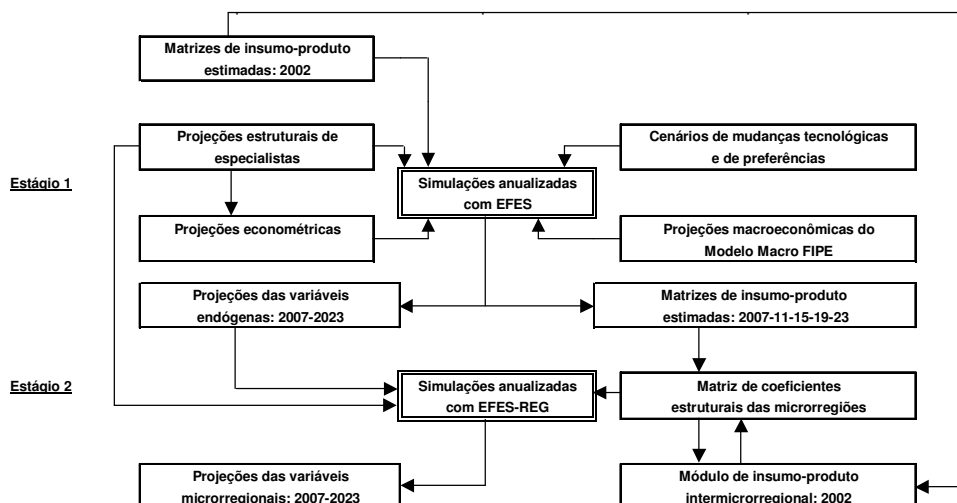 Matrizes de insumo-produto
estimadas: 2002
Projeções estruturais de
especialistas
Cenários de mudanças tecnológicas
e de preferências
Estágio 1
Simulações anualizadas
com EFES
Projeções econométricas
Projeções macroeconômicas do
Modelo Macro FIPE
Projeções das variáveis
endógenas: 2007-2023
Matrizes de insumo-produto
estimadas: 2007-11-15-19-23
Estágio 2
Simulações anualizadas
com EFES-REG
Matriz de coeficientes
estruturais das microrregiões
Projeções das variáveis
microrregionais: 2007-2023
Módulo de insumo-produto
intermicrorregional: 2002